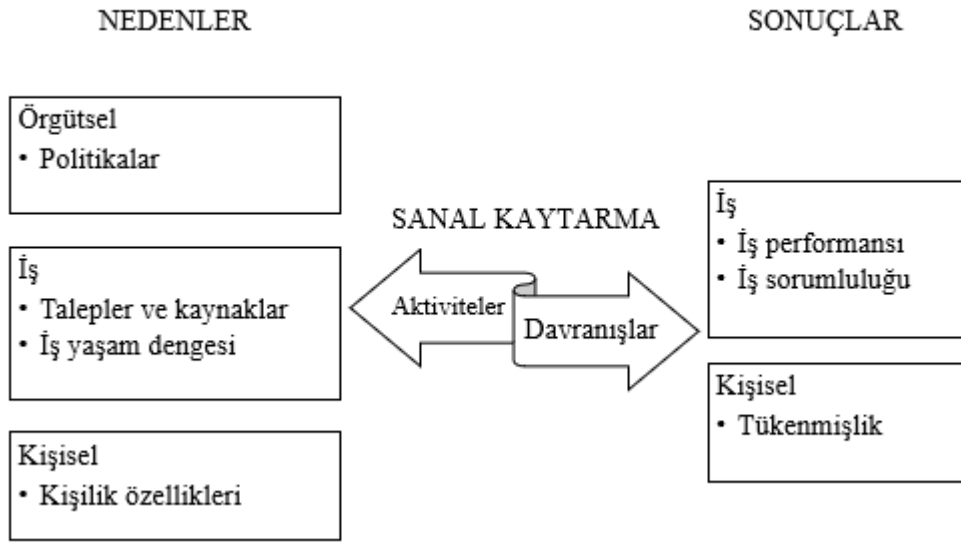 NEDENLER
SONUÇLAR
Örgütsel
• Politikalar
İş
• Talepler ve kaynaklar
• İş yaşam dengesi
Kişisel
• Kişilik özellikleri
SANAL KAYTARMA
Aktiviteler
Davranışlar
İş
• İş performansı
• İş sorumluluğu
Kişisel
• Tükenmişlik